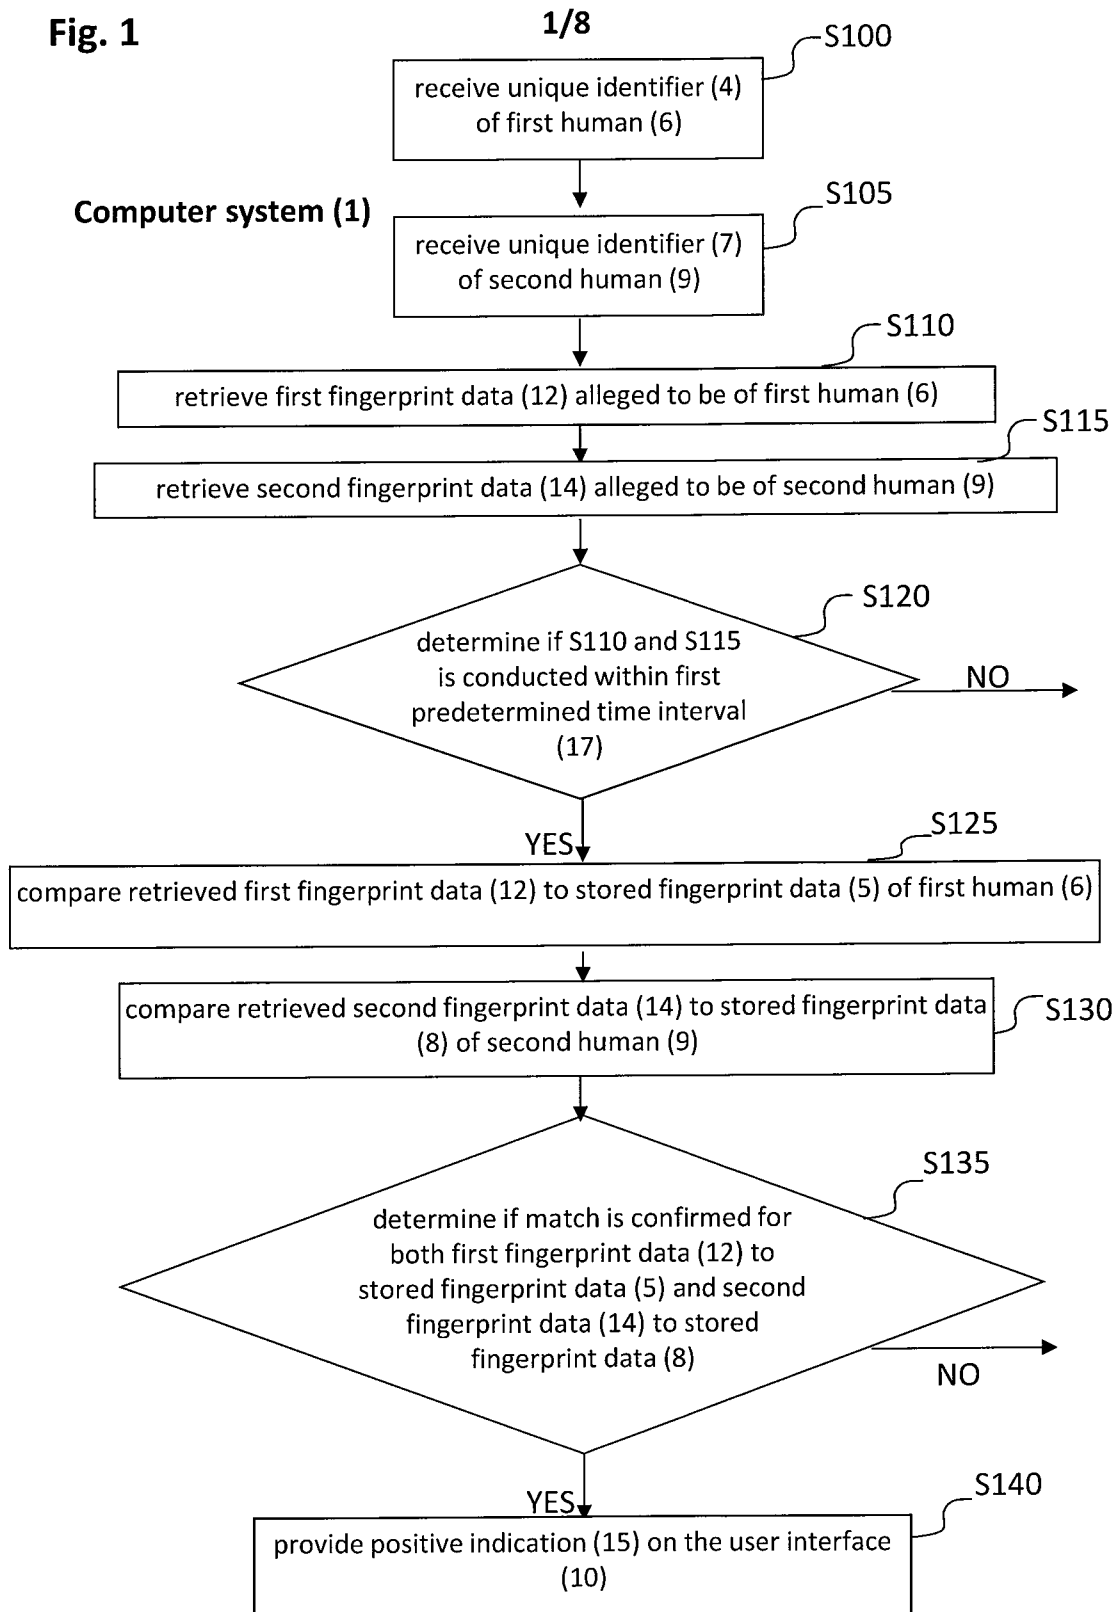 Fig. 1
1/8
S100
receive unique identifier (4)
of first human (6)
Computer system (1)
S105
receive unique identifier (7)
of second human (9)
S110
retrieve first fingerprint data (12) alleged to be of first human (6)
S115
retrieve second fingerprint data (14) alleged to be of second human (9)
S120
determine if S110 and S115
is conducted within first
predetermined time interval
(17)
NO
YES
S125
compare retrieved first fingerprint data (12) to stored fingerprint data (5) of first human (6)
compare retrieved second fingerprint data (14) to stored fingerprint data
(8) of second human (9)
S130
S135
determine if match is confirmed for
both first fingerprint data (12) to
stored fingerprint data (5) and second
fingerprint data (14) to stored
fingerprint data (8)
NO
YES
S140
provide positive indication (15) on the user interface
(10)